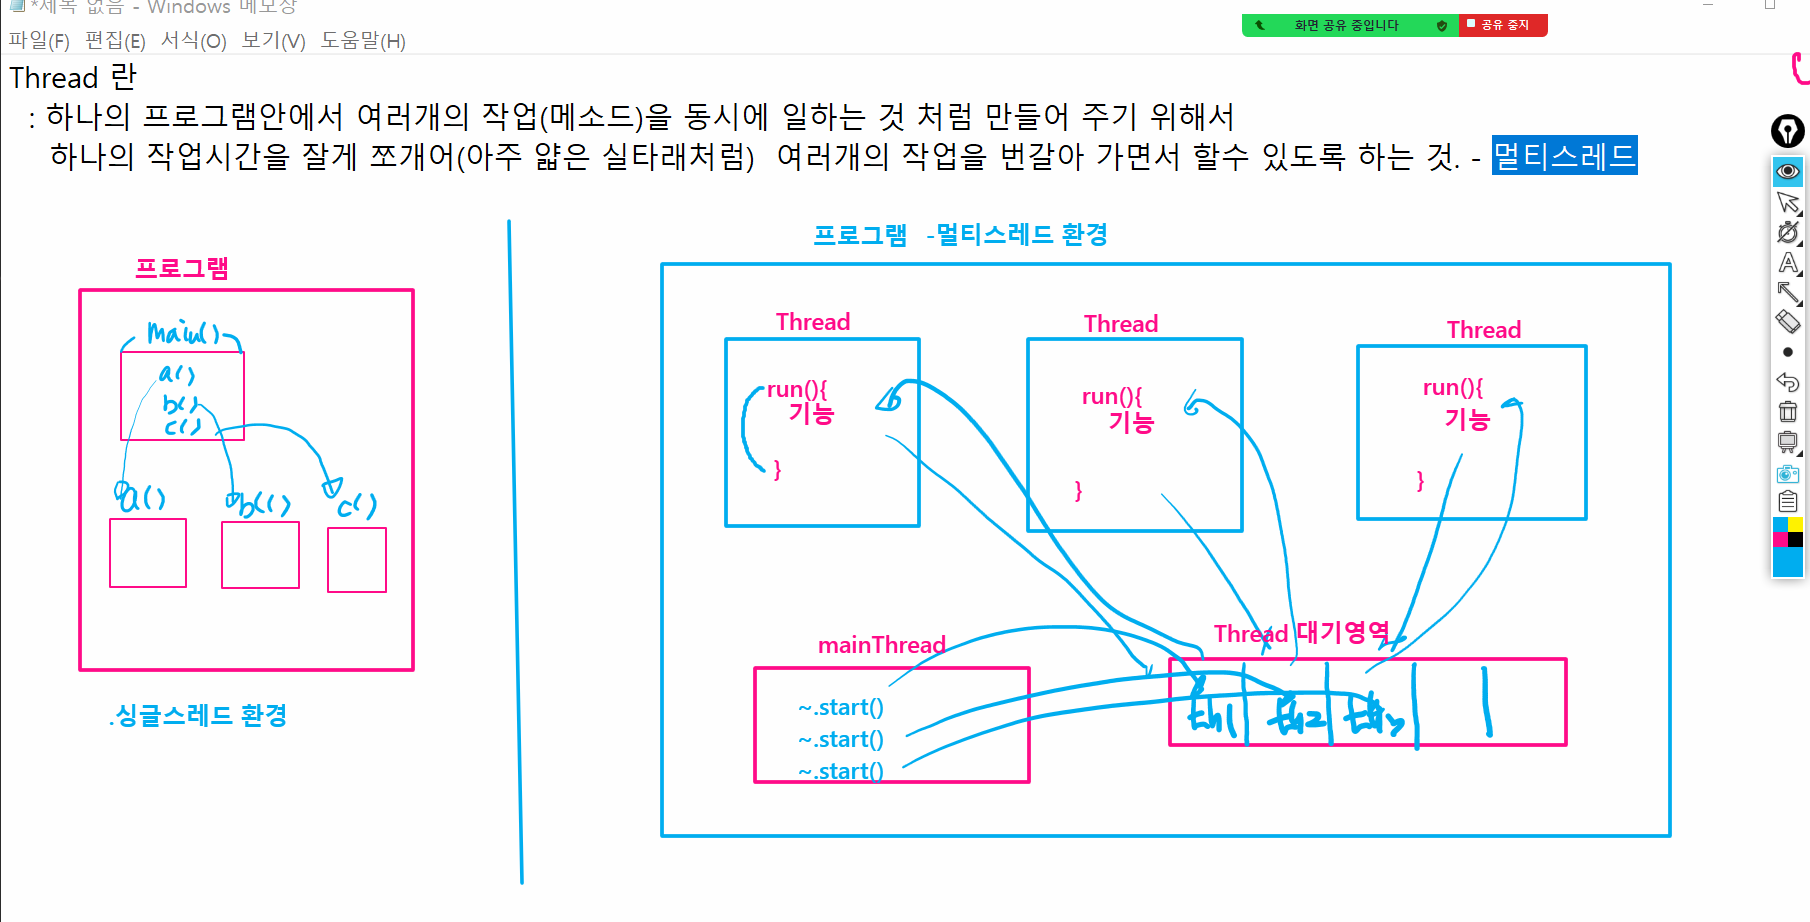 *제목 없음 - Windows 메모장
화면 공유 중입니다
공유 중지
파일(F) 편집(E) 서식(O) 보기(V) 도움말(H)
Thread 란
: 하나의 프로그램안에서 여러개의 작업(메소드)을 동시에 일하는 것 처럼 만들어 주기 위해서
하나의 작업시간을 잘게 쪼개어(아주 얇은 실타래처럼) 여러개의 작업을 번갈아 가면서 할수 있도록 하는 것. - 멀티스레드
프로그램
main()
a()
b()
c()
a()
b()
c()
.싱글스레드 환경
프로그램 -멀티스레드 환경
Thread
run(){
기능
}
Thread
run(){
기능
}
Thread
run(){
기능
}
mainThread
~.start()
~.start()
~.start()
Thread 대기영역
th1
th2